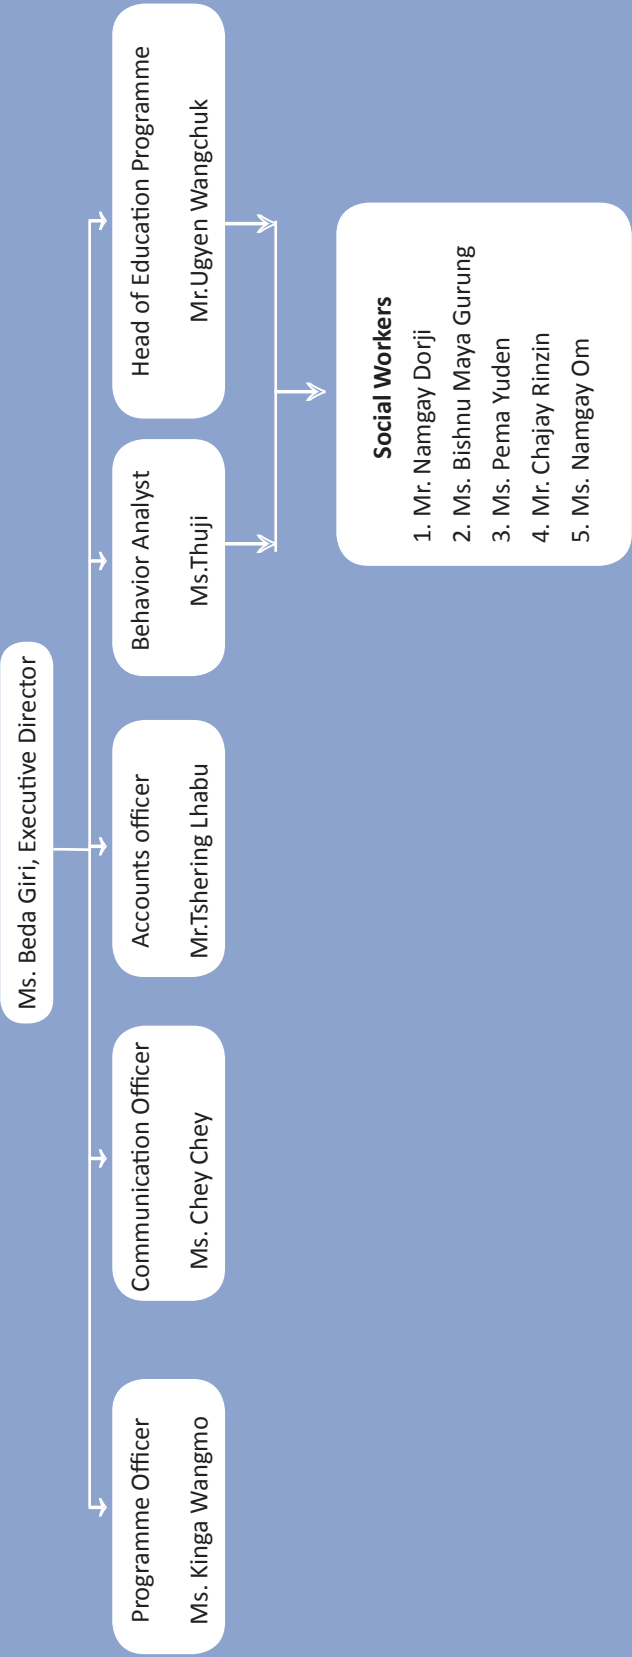 Ms. Beda Giri, Executive Director
Programme Officer
Ms. Kinga Wangmo
Communication Officer
Ms. Chey Chey
Accounts officer
Mr.Tshering Lhabu
Behavior Analyst
Ms.Thuji
Head of Education Programme
Mr.Ugyen Wangchuk
Social Workers
1. Mr. Namgay Dorji
2. Ms. Bishnu Maya Gurung
3. Ms. Pema Yuden
4. Mr. Chajay Rinzin
5. Ms. Namgay Om